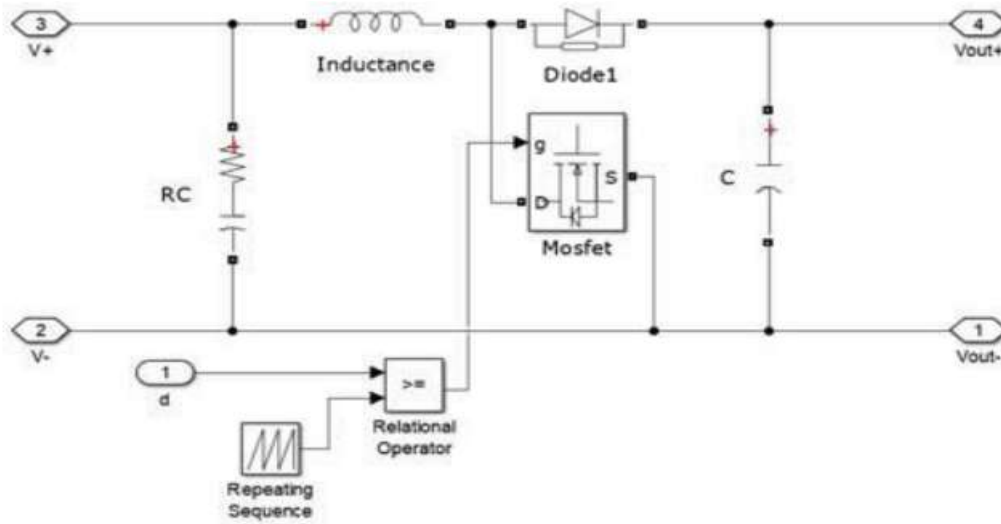 3
V+
Inductance
Diode1
4
Vout+
RC
g
D
S
Mosfet
C
2
V-
1
Vout-
1
d
>=
Relational
Operator
Repeating
Sequence